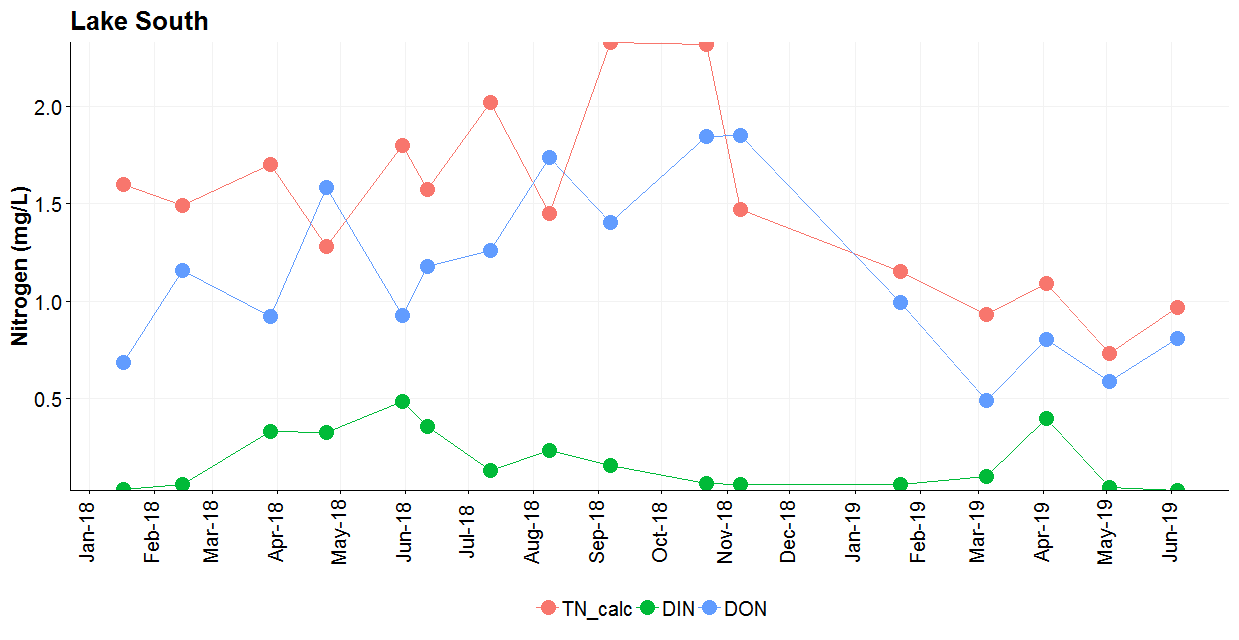 Lake South
Nitrogen (mg/L)
2.0
1.5
1.0
0.5
Jan-18
Feb-18
Mar-18
Apr-18
May-18
Jun-18
Jul-18
Aug-18
Sep-18
Oct-18
Nov-18
Dec-18
Jan-19
Feb-19
Mar-19
Apr-19
May-19
Jun-19
TN_calc DIN DON